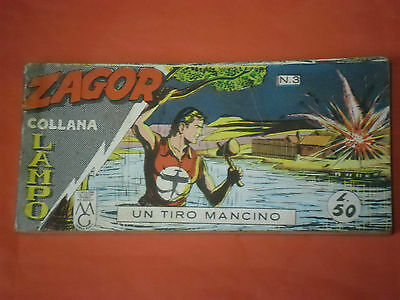 ZAGOR
N.3
COLLANA
LAMPO
UN TIRO MANCINO
L.
50